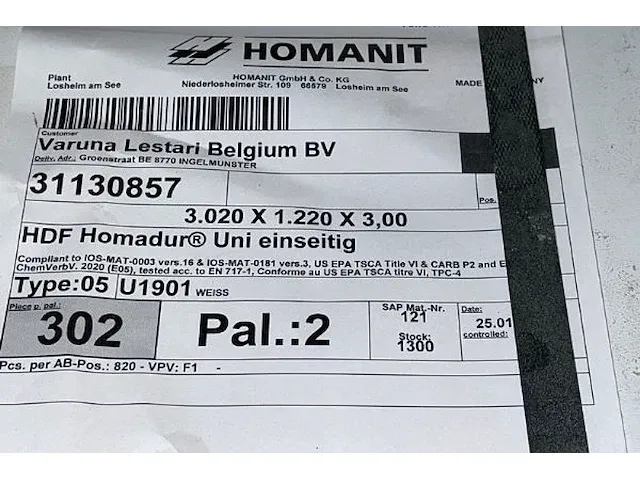 HOMANIT
Plant
Losheim am See
HOMANIT GmbH & Co. KG
Niederlosheimer Str. 109 66679 Losheim am See
MADE
Customer
Varuna Lestari Belgium BV
Deliv. Adr.: Groenstraat BE 8770 INGELMUNSTER
31130857
Pos.
3.020 X 1.220 X 3,00
HDF Homadur® Uni einseitig
Compliant to IOS-MAT-0003 vers.16 & IOS-MAT-0181 vers.3, US EPA TSCA Title VI & CARB P2 and
ChemVerbV. 2020 (E05), tested acc. to EN 717-1, Conforme au US EPA TSCA titre VI, TPC-4
Type:05 U1901 WEISS
Piece p. pal.:
302
Pal.:2
SAP Mat.-Nr.
121
Stock:
1300
Date:
25.01
controlled:
Pcs. per AB-Pos.: 820 - VPV: F1 -